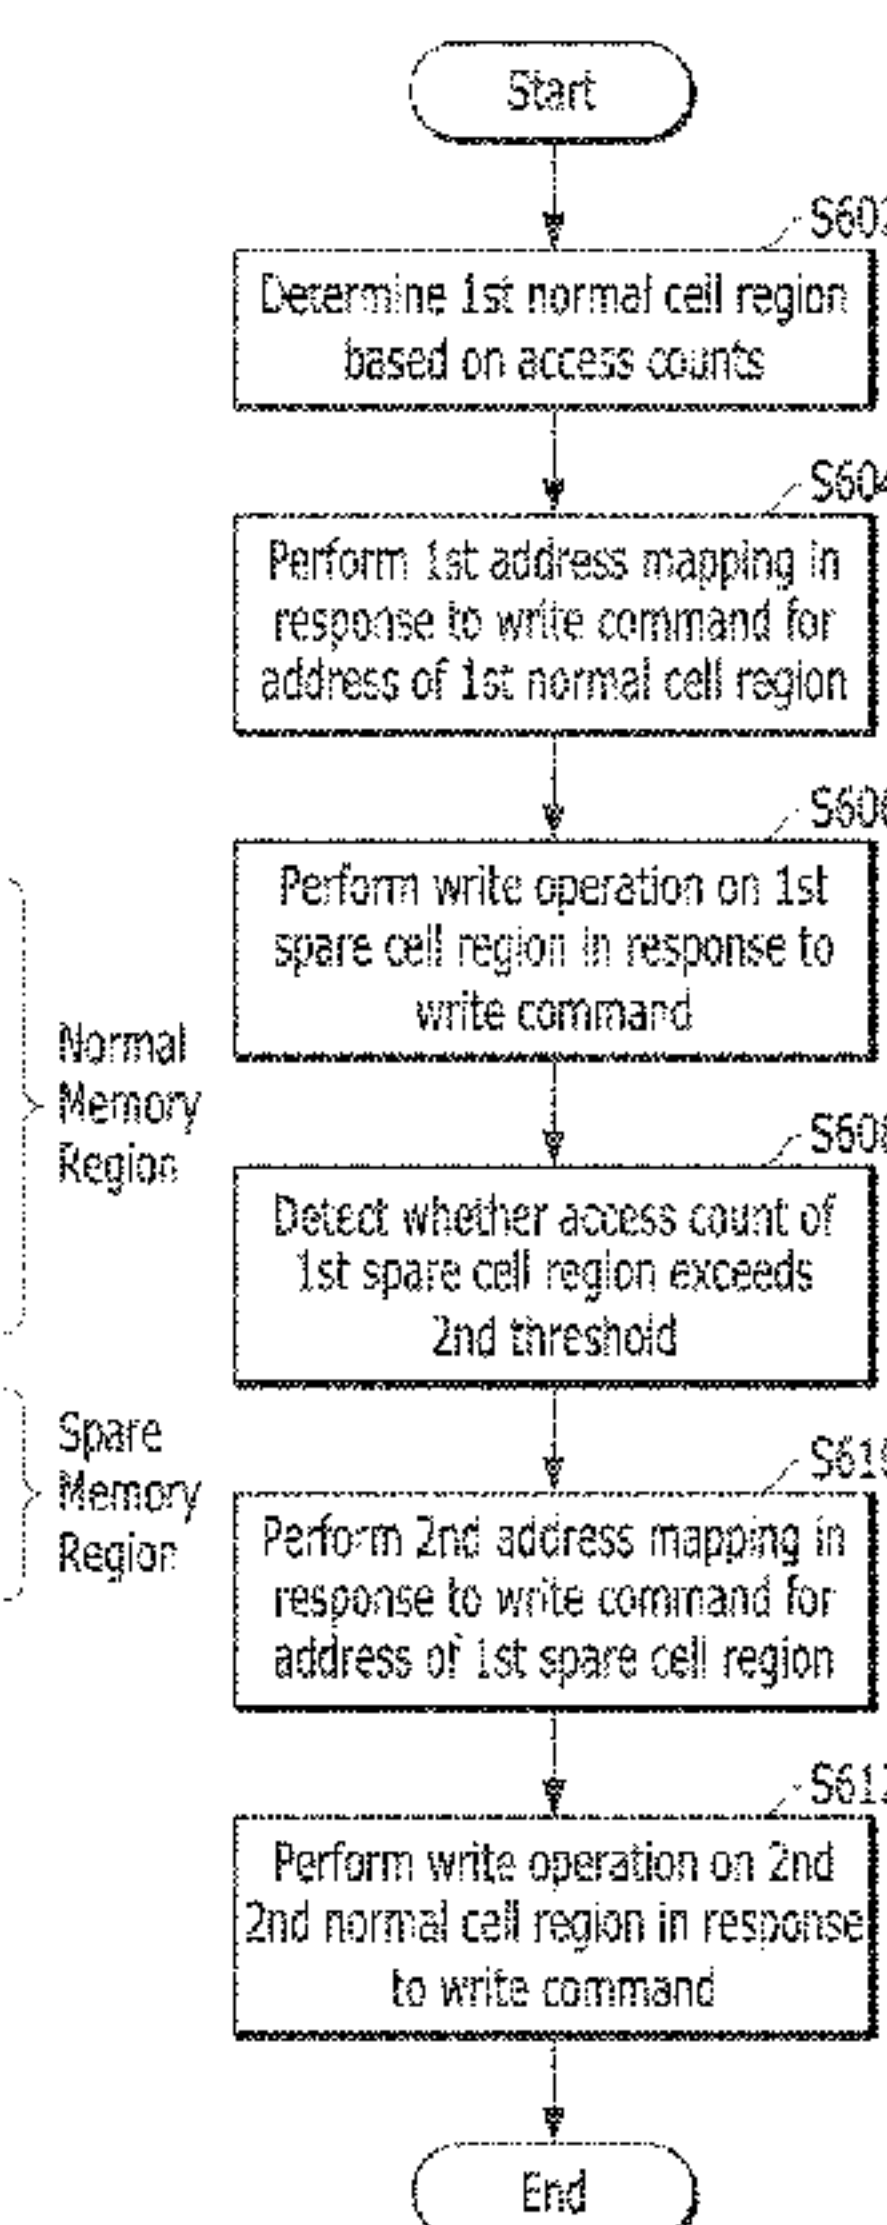 Start
S602
Determine 1st normal cell region
based on access counts
S604
Perform 1st address mapping in
response to write command for
address of 1st normal cell region
S606
Perform write operation on 1st
spare cell region in response to
write command
Normal
Memory
Region
S608
Detect whether access count of
1st spare cell region exceeds
2nd threshold
Spare
Memory
Region
S610
Perform 2nd address mapping in
response to write command for
address of 1st spare cell region
S612
Perform write operation on 2nd
2nd normal cell region in response
to write command
End